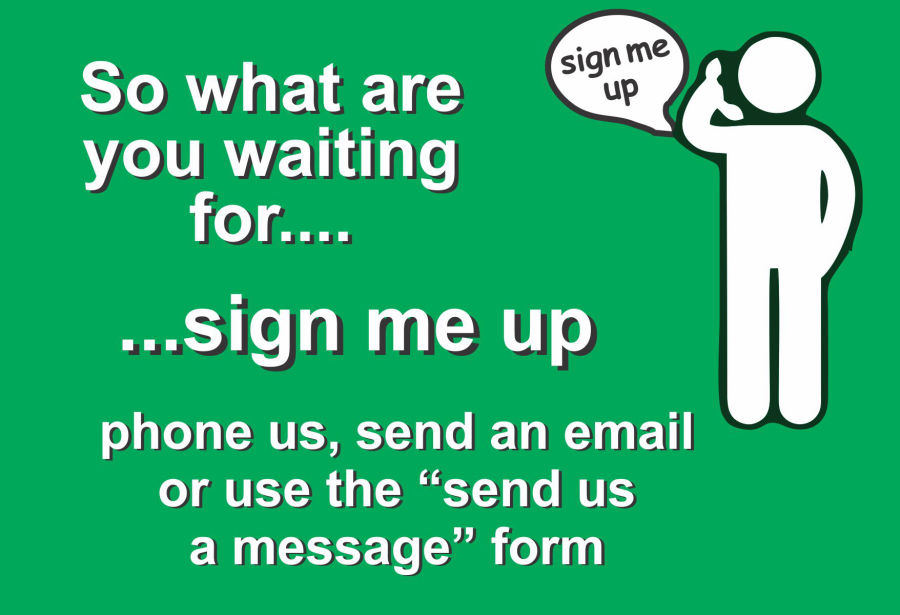 So what are
you waiting
for....
sign me
up
...sign me up
phone us, send an email
or use the “send us
a message” form